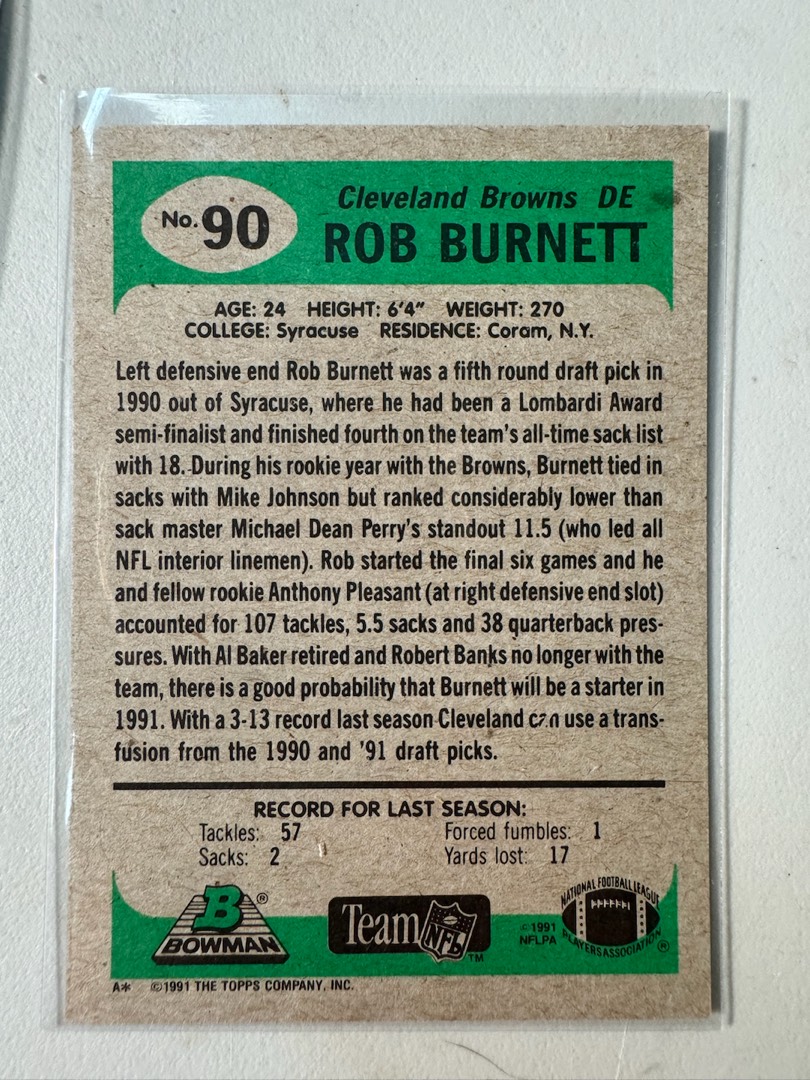 No. 90
Cleveland Browns DE
ROB BURNETT
AGE: 24 HEIGHT: 6'4" WEIGHT: 270
COLLEGE: Syracuse RESIDENCE: Coram, N.Y.
Left defensive end Rob Burnett was a fifth round draft pick in
1990 out of Syracuse, where he had been a Lombardi Award
semi-finalist and finished fourth on the team's all-time sack list
with 18. During his rookie year with the Browns, Burnett tied in
sacks with Mike Johnson but ranked considerably lower than
sack master Michael Dean Perry's standout 11.5 (who led all
NFL interior linemen). Rob started the final six games and he
and fellow rookie Anthony Pleasant (at right defensive end slot)
accounted for 107 tackles, 5.5 sacks and 38 quarterback pres-
sures. With Al Baker retired and Robert Banks no longer with the
team, there is a good probability that Burnett will be a starter in
1991. With a 3-13 record last season Cleveland can use a trans-
fusion from the 1990 and '91 draft picks.
RECORD FOR LAST SEASON:
Tackles: 57 Forced fumbles: 1
Sacks: 2 Yards lost: 17
B®
BOWMAN
Team NFL™
©1991
NFLPA
NATIONAL FOOTBALL LEAGUE
PLAYERS ASSOCIATION®
A* ©1991 THE TOPPS COMPANY, INC.